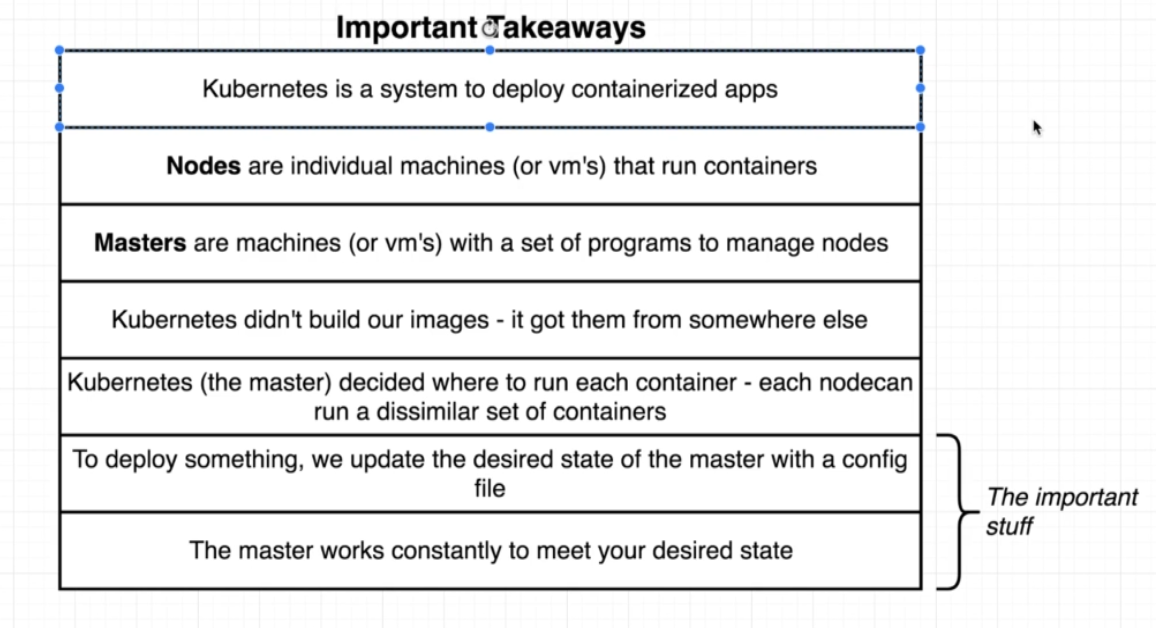 Important Takeaways
Kubernetes is a system to deploy containerized apps
Nodes are individual machines (or vm's) that run containers
Masters are machines (or vm's) with a set of programs to manage nodes
Kubernetes didn't build our images - it got them from somewhere else
Kubernetes (the master) decided where to run each container - each nodecan
run a dissimilar set of containers
To deploy something, we update the desired state of the master with a config
file
The important
stuff
The master works constantly to meet your desired state